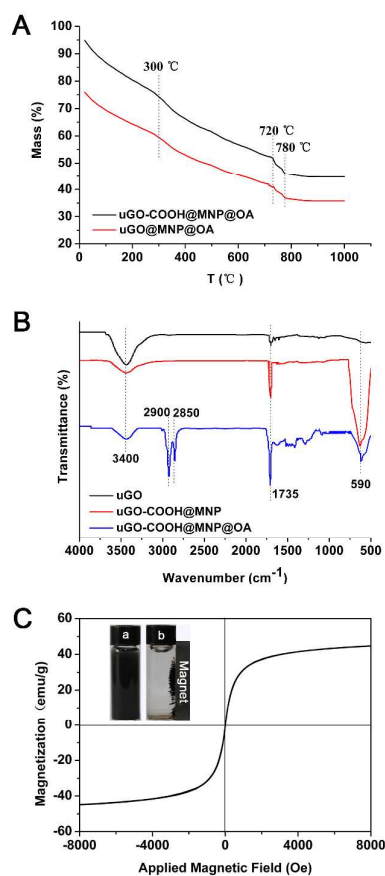 A
100
90
80
70
60
50
40
30
20
Mass (%)
300 ℃
720 ℃
780 ℃
uGO-COOH@MNP@OA
uGO@MNP@OA
0 200 400 600 800 1000
T (℃)
B
Transmittance (%)
2900 2850
3400
1735
590
uGO
uGO-COOH@MNP
uGO-COOH@MNP@OA
4000 3500 3000 2500 2000 1500 1000 500
Wavenumber (cm-1)
C
60
40
20
0
-20
-40
-60
Magnetization (emu/g)
a b
Magnet
-8000 -4000 0 4000 8000
Applied Magnetic Field (Oe)